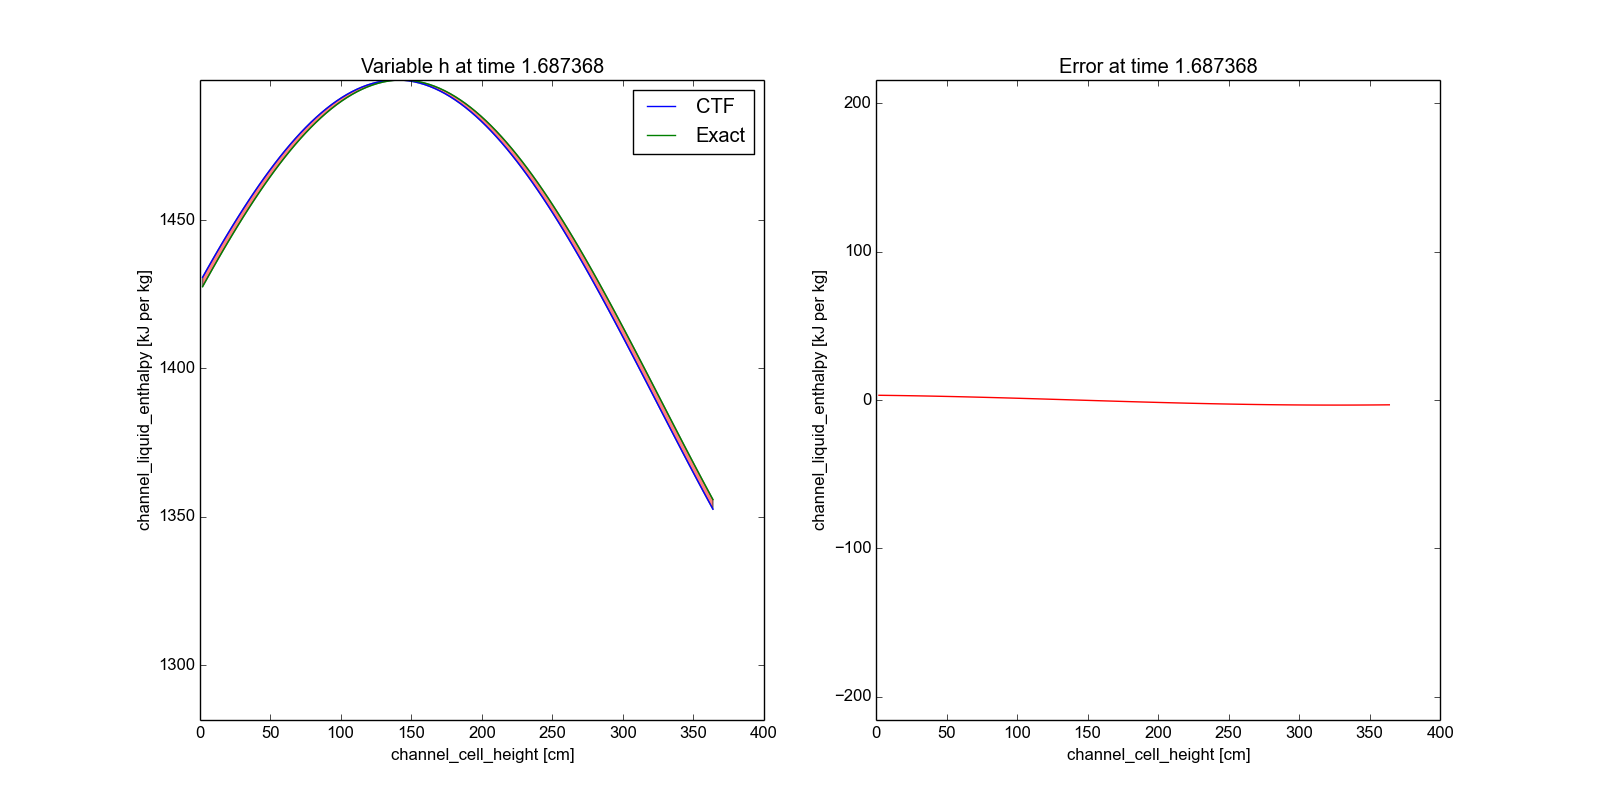 Variable h at time 1.687368
CTF
Exact
1450
1400
1350
1300
channel_liquid_enthalpy [kJ per kg]
0 50 100 150 200 250 300 350 400
channel_cell_height [cm]
Error at time 1.687368
200
100
0
−100
−200
channel_liquid_enthalpy [kJ per kg]
0 50 100 150 200 250 300 350 400
channel_cell_height [cm]